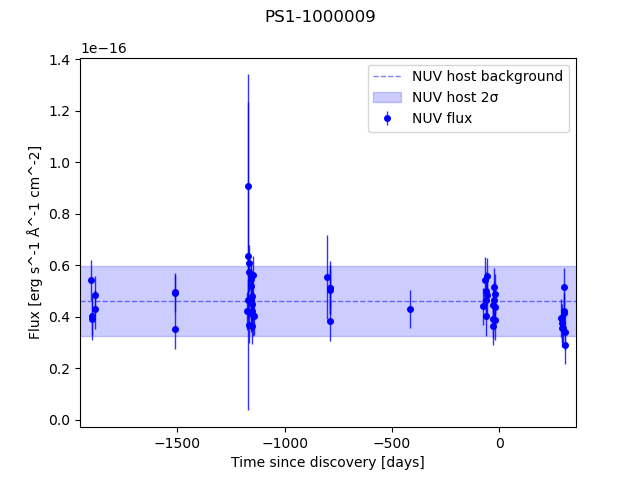 PS1-1000009
1e−16
1.4
1.2
1.0
0.8
0.6
0.4
0.2
0.0
Flux [erg s^-1 Å^-1 cm^-2]
NUV host background
NUV host 2σ
NUV flux
−1500 −1000 −500 0
Time since discovery [days]